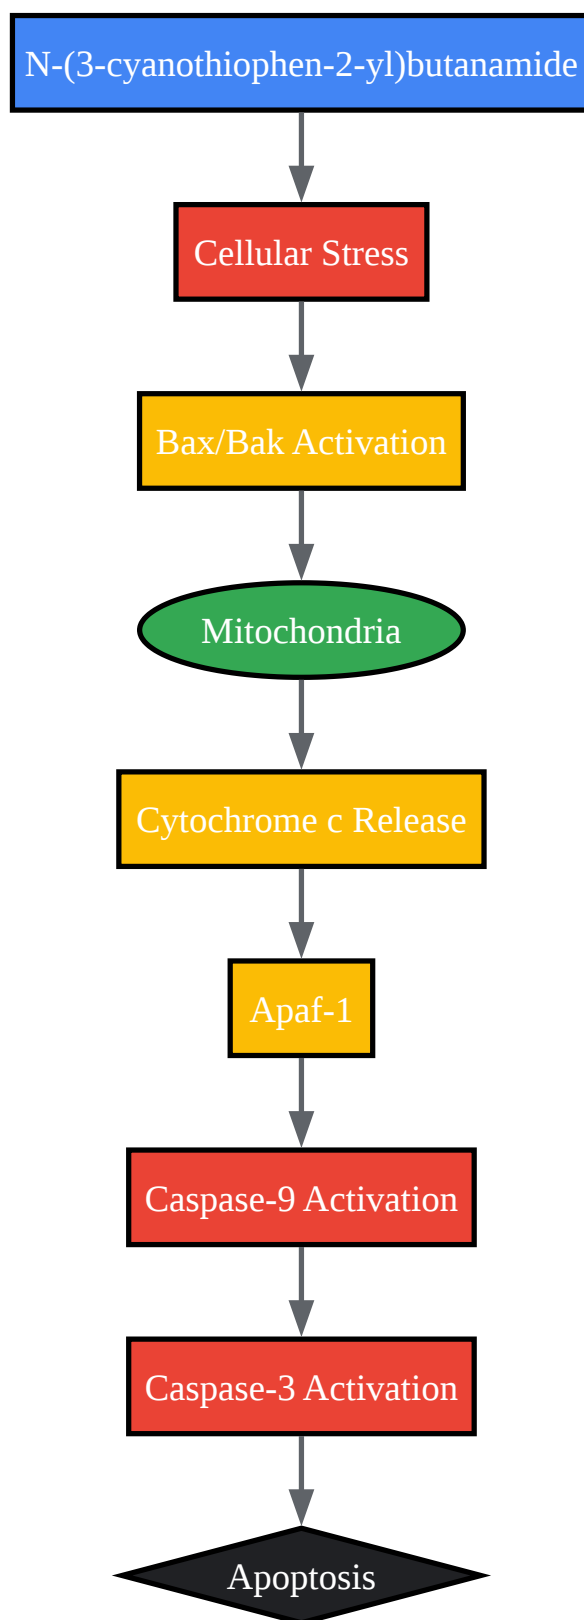 N-(3-cyanothiophen-2-yl)butanamide
Cellular Stress
Bax/Bak Activation
Mitochondria
Cytochrome c Release
Apaf-1
Caspase-9 Activation
Caspase-3 Activation
Apoptosis